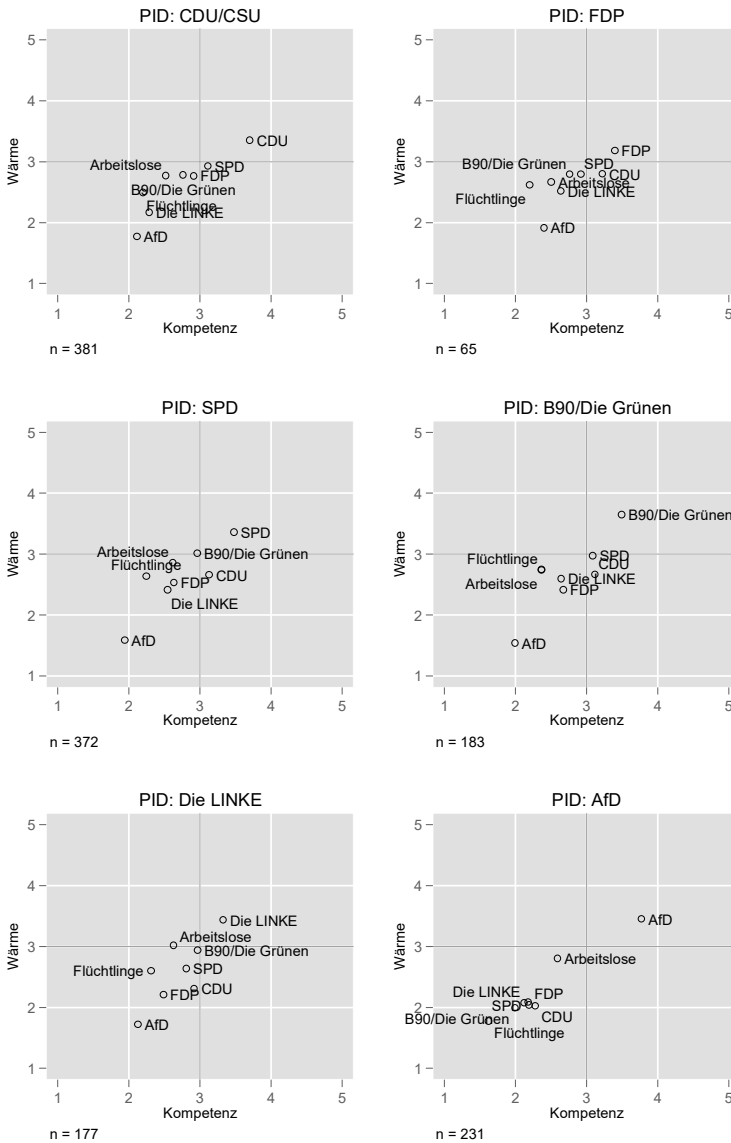 PID: CDU/CSU
5
4
3
2
1
Wärme
CDU
SPD
Arbeitslose
FDP
B90/Die Grünen
Flüchtlinge
Die LINKE
AfD
1 2 3 4 5
Kompetenz
n = 381
PID: FDP
5
4
3
2
1
Wärme
FDP
B90/Die Grünen
SPD
CDU
Arbeitslose
Die LINKE
Flüchtlinge
AfD
1 2 3 4 5
Kompetenz
n = 65
PID: SPD
5
4
3
2
1
Wärme
SPD
Arbeitslose
B90/Die Grünen
Flüchtlinge
CDU
FDP
Die LINKE
AfD
1 2 3 4 5
Kompetenz
n = 372
PID: B90/Die Grünen
5
4
3
2
1
Wärme
B90/Die Grünen
SPD
Flüchtlinge
CDU
Die LINKE
Arbeitslose
FDP
AfD
1 2 3 4 5
Kompetenz
n = 183
PID: Die LINKE
5
4
3
2
1
Wärme
Die LINKE
Arbeitslose
B90/Die Grünen
Flüchtlinge
SPD
CDU
FDP
AfD
1 2 3 4 5
Kompetenz
n = 177
PID: AfD
5
4
3
2
1
Wärme
AfD
Arbeitslose
Die LINKE
FDP
SPD
CDU
B90/Die Grünen
Flüchtlinge
1 2 3 4 5
Kompetenz
n = 231